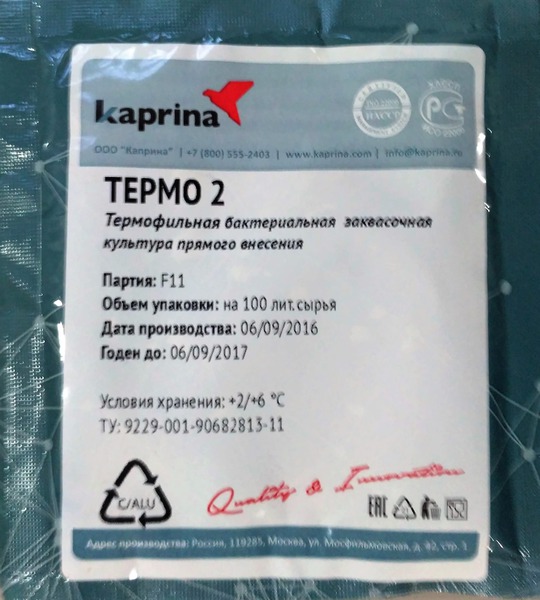 kaprina
ООО "Каприна" | +7 (800) 555-2403 | www.kaprina.com | info@kaprina.ru
ТЕРМО 2
Термофильная бактериальная заквасочная
культура прямого внесения
Партия: F11
Объем упаковки: на 100 лит.сырья
Дата производства: 06/09/2016
Годен до: 06/09/2017
Условия хранения: +2/+6 °C
ТУ: 9229-001-90682813-11
C/ALU
Quality & Innovation
EAC
Адрес производства: Россия, 119285, Москва, ул. Мосфильмовская, д. 42, стр. 1